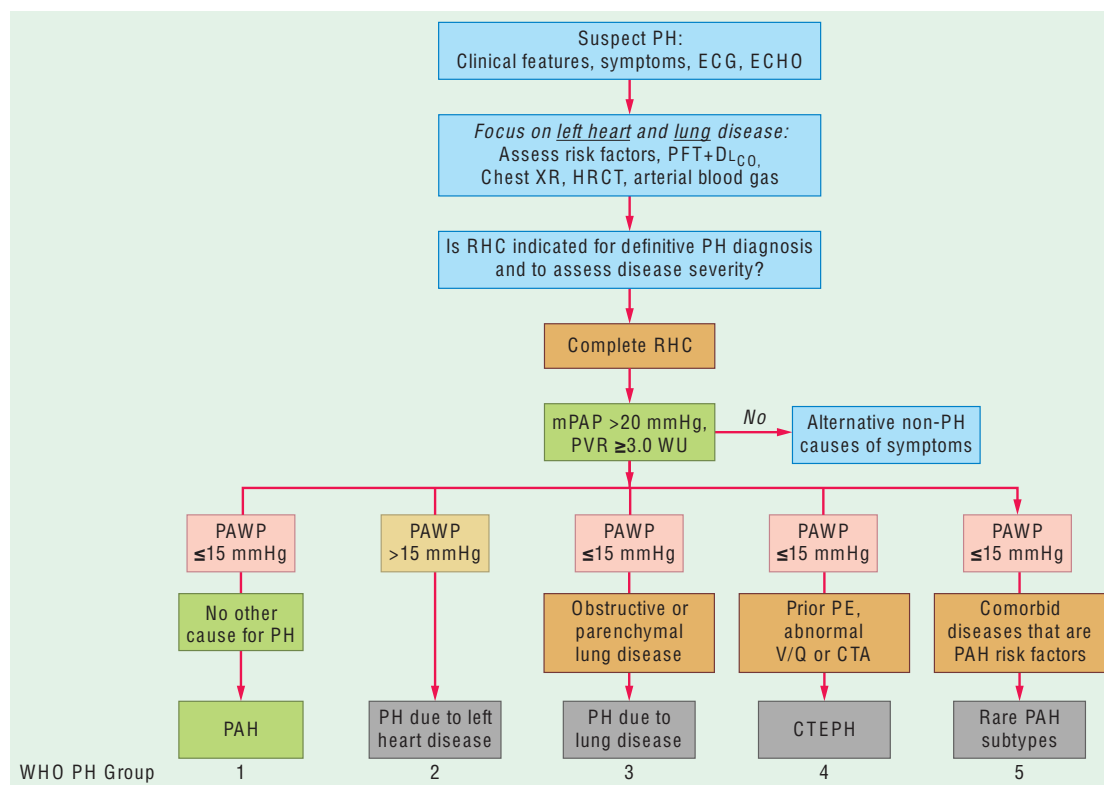 Suspect PH:
Clinical features, symptoms, ECG, ECHO
Focus on left heart and lung disease:
Assess risk factors, PFT+DLCO,
Chest XR, HRCT, arterial blood gas
Is RHC indicated for definitive PH diagnosis
and to assess disease severity?
Complete RHC
mPAP >20 mmHg,
PVR ≥3.0 WU
No
Alternative non-PH
causes of symptoms
PAWP
≤15 mmHg
PAWP
>15 mmHg
PAWP
≤15 mmHg
PAWP
≤15 mmHg
PAWP
≤15 mmHg
No other
cause for PH
Obstructive or
parenchymal
lung disease
Prior PE,
abnormal
V/Q or CTA
Comorbid
diseases that are
PAH risk factors
PAH
PH due to left
heart disease
PH due to
lung disease
CTEPH
Rare PAH
subtypes
WHO PH Group 1 2 3 4 5